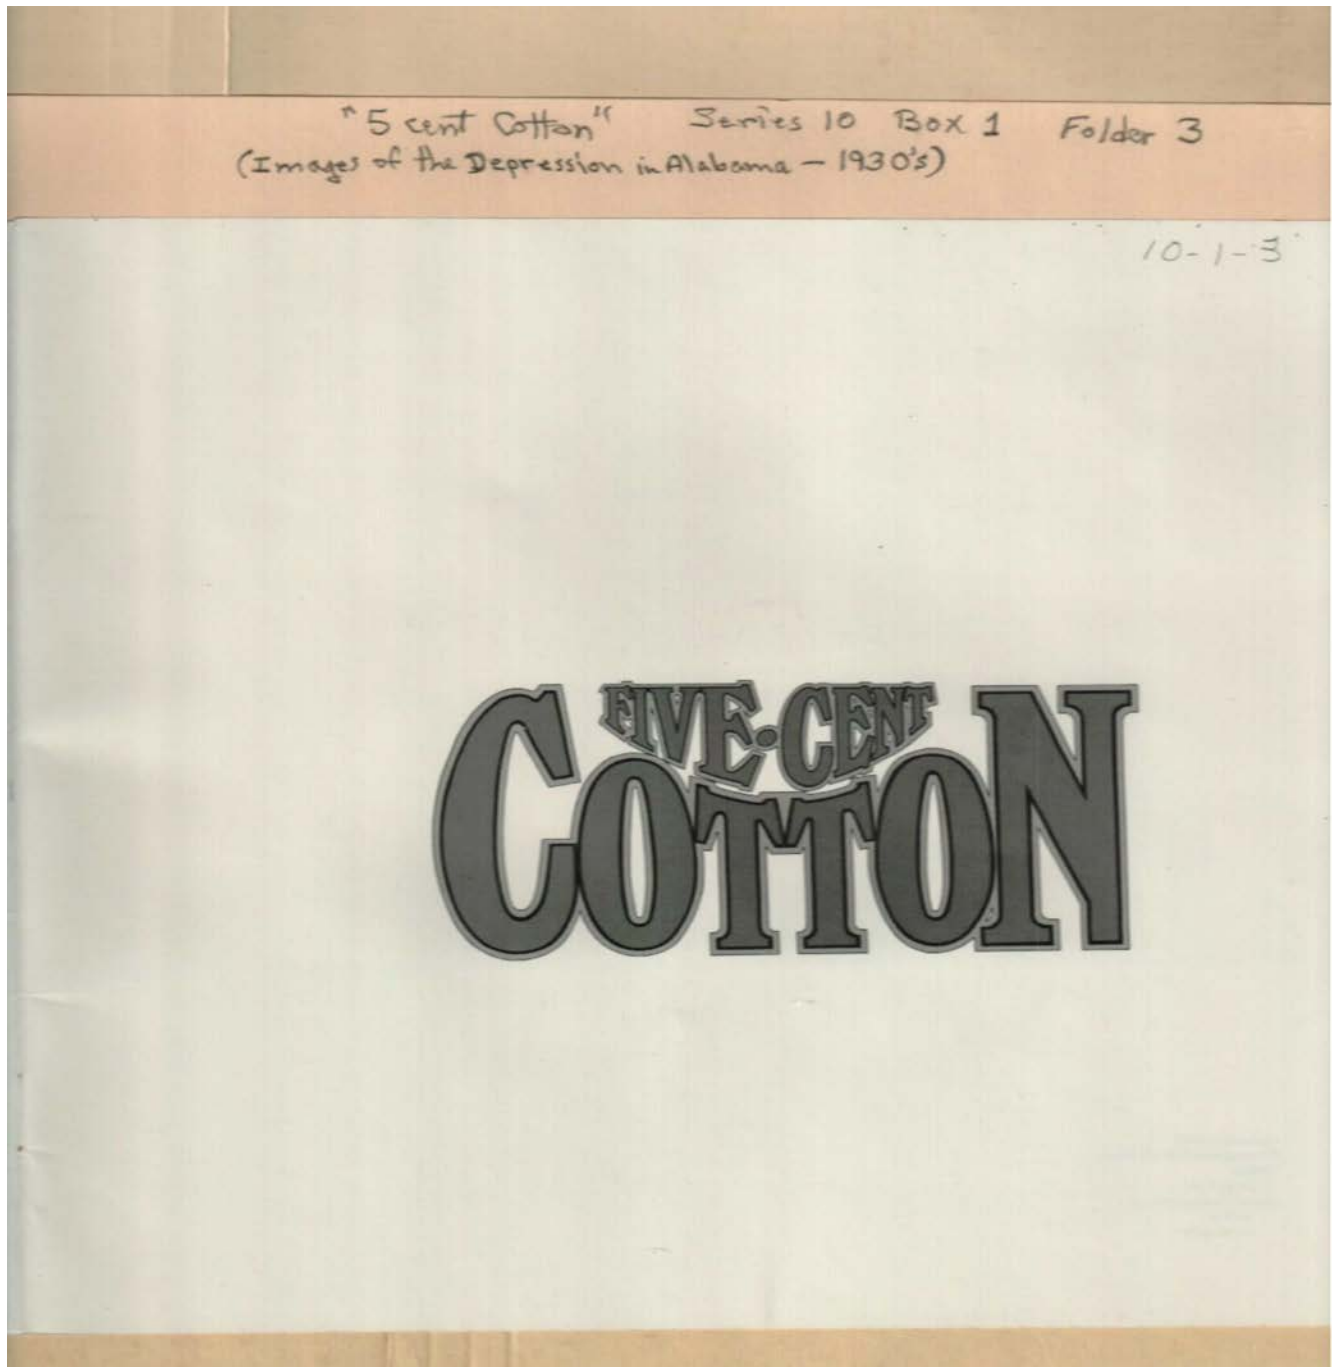 "5 cent Cotton" Series 10 Box 1 Folder 3
(Images of the Depression in Alabama — 1930's)
10-1-3
FIVE·CENT
COTTON